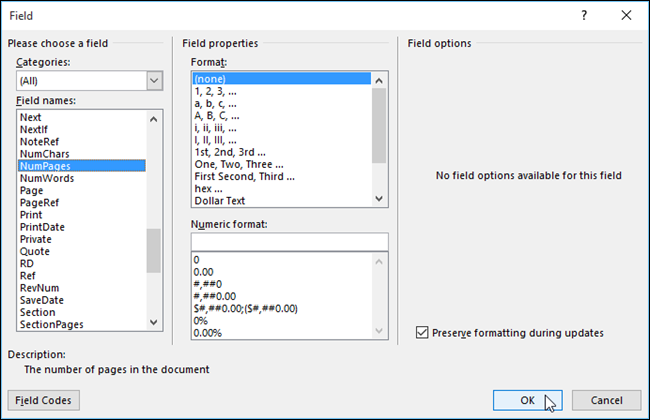 Field
?
Please choose a field
Categories:
(All)
Field names:
Next
NextIf
NoteRef
NumChars
NumPages
NumWords
Page
PageRef
Print
PrintDate
Private
Quote
RD
Ref
RevNum
SaveDate
Section
SectionPages
Field properties
Format:
(none)
1, 2, 3, ...
a, b, c, ...
A, B, C, ...
i, ii, iii, ...
I, II, III, ...
1st, 2nd, 3rd ...
One, Two, Three ...
First Second, Third ...
hex ...
Dollar Text
Numeric format:
0
0.00
#,##0
#,##0.00
$#,##0.00;($#,##0.00)
0%
0.00%
Field options
No field options available for this field
Preserve formatting during updates
Description:
The number of pages in the document
Field Codes
OK
Cancel